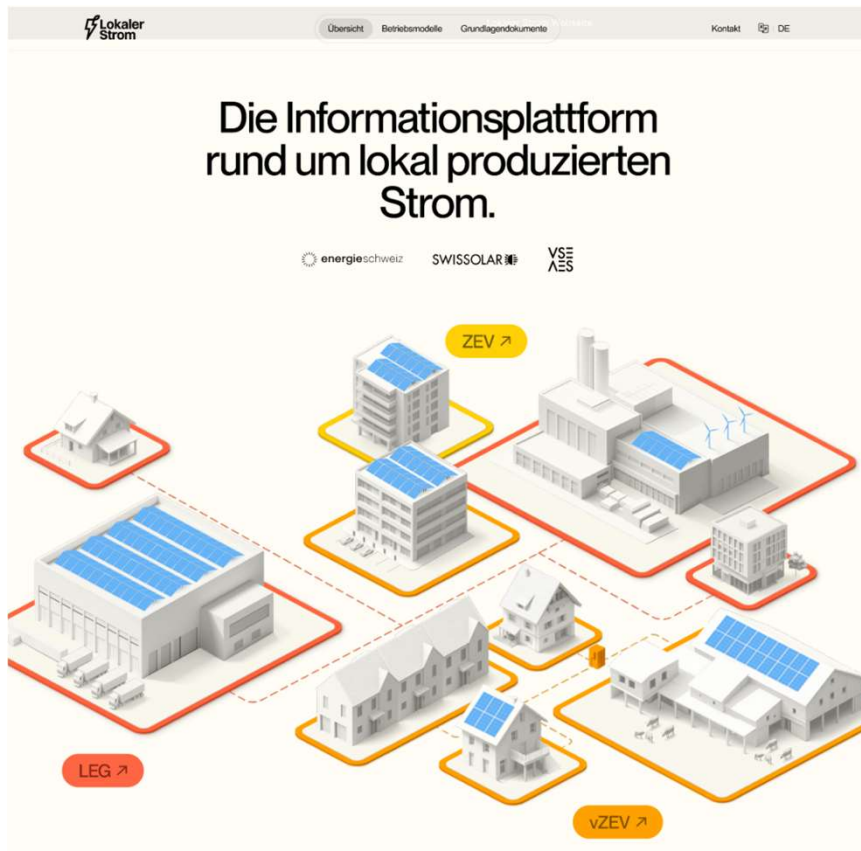 Lokaler
Strom
Übersicht
Betriebsmodelle
Grundlagendokumente
Kontakt
DE
Die Informationsplattform
rund um lokal produzierten
Strom.
energieschweiz
SWISSOLAR
VSE
AES
ZEV ↗
LEG ↗
vZEV ↗